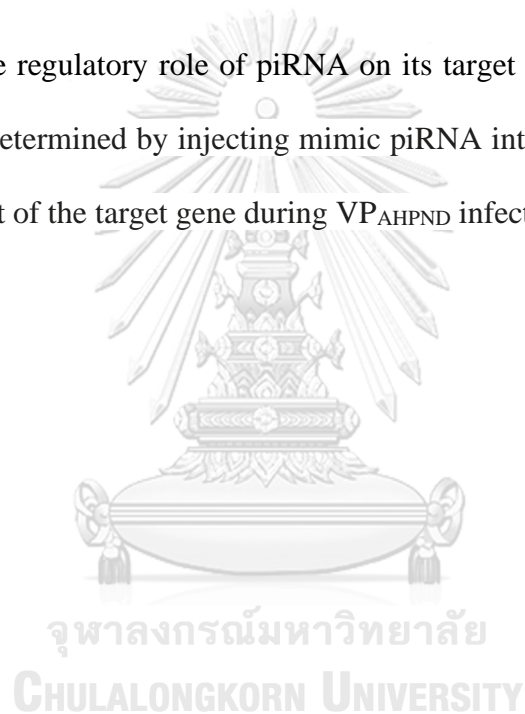 e regulatory role of piRNA on its target
etermined by injecting mimic piRNA int
t of the target gene during VPAHPND infect
จุฬาลงกรณ์มหาวิทยาลัย
CHULALONGKORN UNIVERSITY